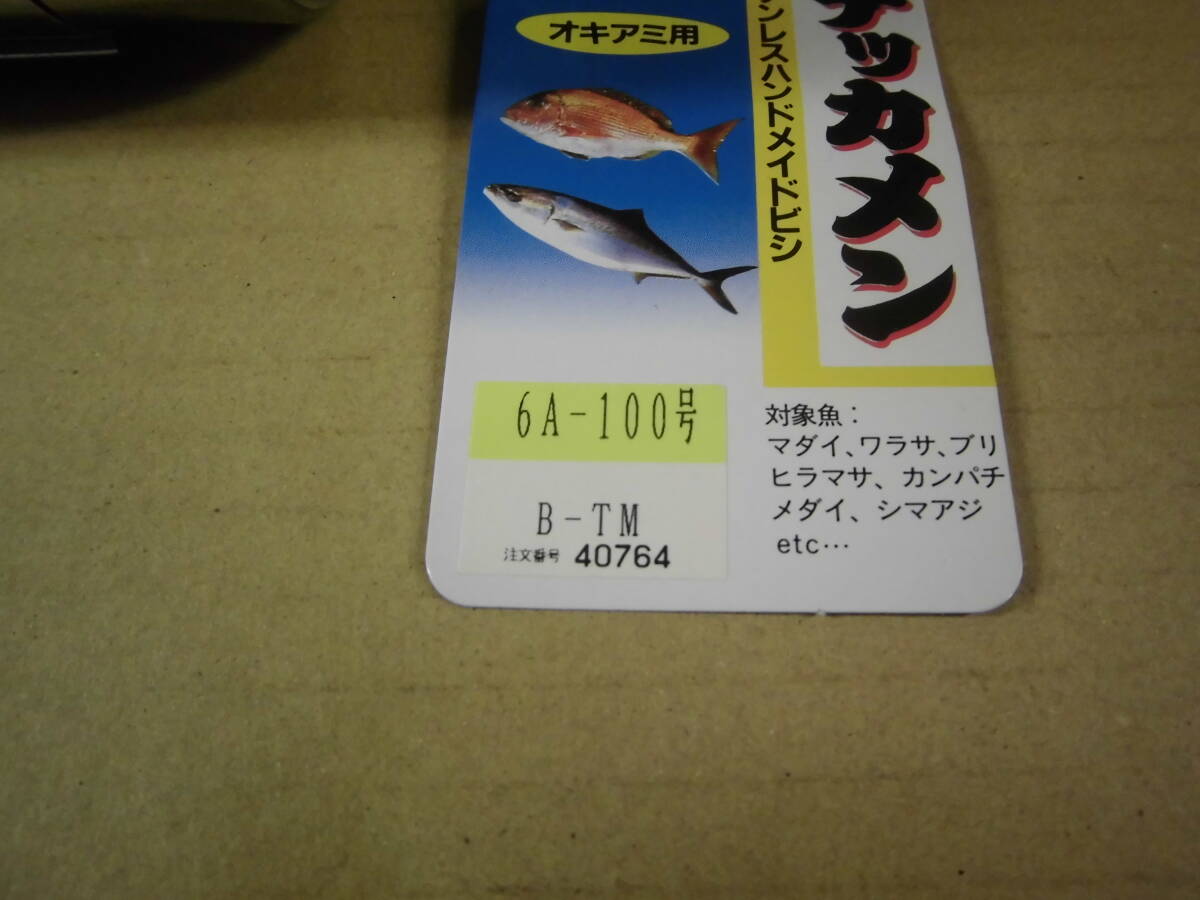 オキアミ用
ッカメン
ンレスハンドメイドビシ
6A-100号
B-TM
注文番号 40764
対象魚：
マダイ、ワラサ、ブリ
ヒラマサ、カンパチ
メダイ、シマアジ
etc…